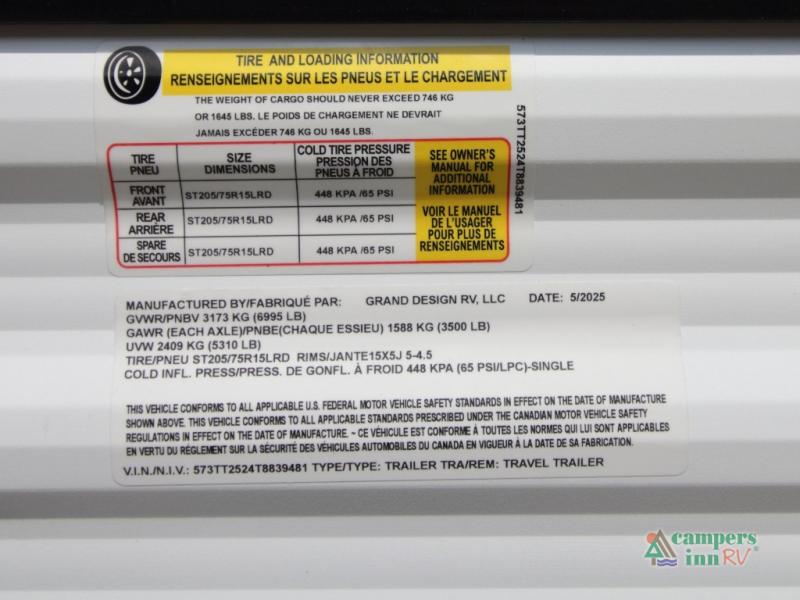 TIRE AND LOADING INFORMATION
RENSEIGNEMENTS SUR LES PNEUS ET LE CHARGEMENT
THE WEIGHT OF CARGO SHOULD NEVER EXCEED 746 KG
OR 1645 LBS. LE POIDS DE CHARGEMENT NE DEVRAIT
JAMAIS EXCÉDER 746 KG OU 1645 LBS.
573TT2524T8839481
TIRE
PNEU
SIZE
DIMENSIONS
COLD TIRE PRESSURE
PRESSION DES
PNEUS À FROID
SEE OWNER'S
MANUAL FOR
ADDITIONAL
INFORMATION
FRONT
AVANT
ST205/75R15LRD
448 KPA /65 PSI
REAR
ARRIÈRE
ST205/75R15LRD
448 KPA /65 PSI
VOIR LE MANUEL
DE L'USAGER
POUR PLUS DE
RENSEIGNEMENTS
SPARE
DE SECOURS
ST205/75R15LRD
448 KPA /65 PSI
MANUFACTURED BY/FABRIQUÉ PAR: GRAND DESIGN RV, LLC DATE: 5/2025
GVWR/PNBV 3173 KG (6995 LB)
GAWR (EACH AXLE)/PNBE(CHAQUE ESSIEU) 1588 KG (3500 LB)
UVW 2409 KG (5310 LB)
TIRE/PNEU ST205/75R15LRD RIMS/JANTE15X5J 5-4.5
COLD INFL. PRESS/PRESS. DE GONFL. À FROID 448 KPA (65 PSI/LPC)-SINGLE
THIS VEHICLE CONFORMS TO ALL APPLICABLE U.S. FEDERAL MOTOR VEHICLE SAFETY STANDARDS IN EFFECT ON THE DATE OF MANUFACTURE
SHOWN ABOVE. THIS VEHICLE CONFORMS TO ALL APPLICABLE STANDARDS PRESCRIBED UNDER THE CANADIAN MOTOR VEHICLE SAFETY
REGULATIONS IN EFFECT ON THE DATE OF MANUFACTURE. ~ CE VÉHICULE EST CONFORME À TOUTES LES NORMES QUI LUI SONT APPLICABLES
EN VERTU DU RÉGLEMENT SUR LA SÉCURITÉ DES VÉHICULES AUTOMOBILES DU CANADA EN VIGUEUR À LA DATE DE SA FABRICATION.
V.I.N./N.I.V.: 573TT2524T8839481 TYPE/TYPE: TRAILER TRA/REM: TRAVEL TRAILER
campers
inn RV®